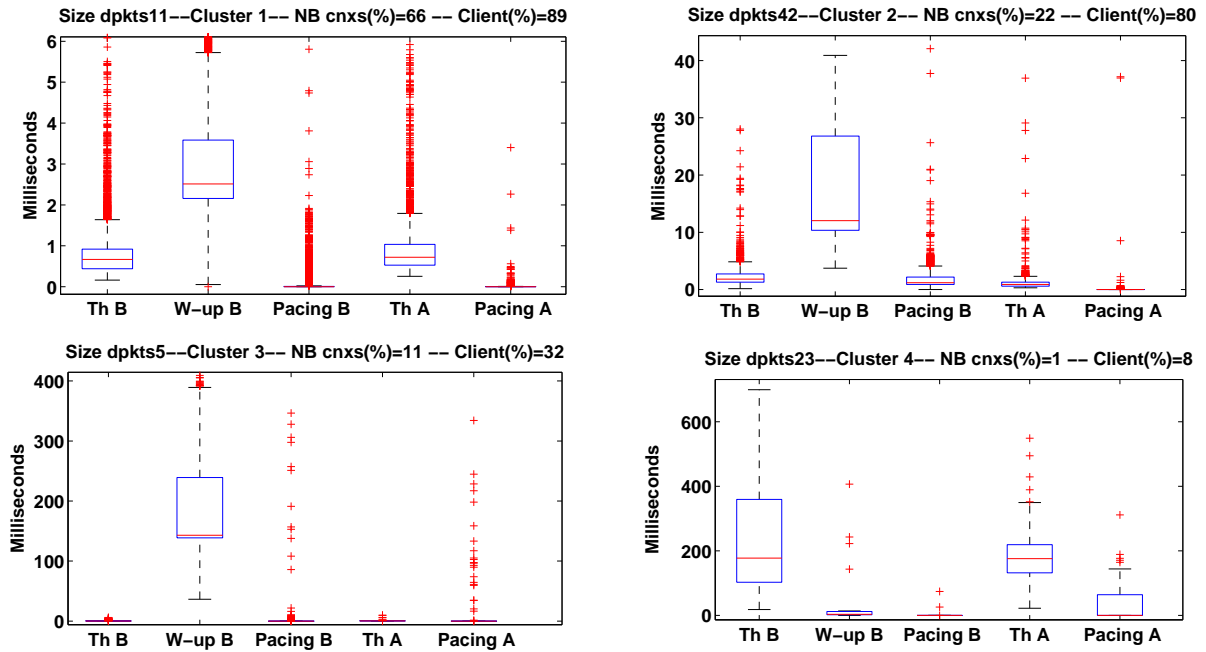 Size dpkts11−−Cluster 1−− NB cnxs(%)=66 −− Client(%)=89
Milliseconds
6
5
4
3
2
1
0
Th B W−up B Pacing B Th A Pacing A
Size dpkts42−−Cluster 2−− NB cnxs(%)=22 −− Client(%)=80
Milliseconds
40
30
20
10
0
Th B W−up B Pacing B Th A Pacing A
Size dpkts5−−Cluster 3−− NB cnxs(%)=11 −− Client(%)=32
Milliseconds
400
300
200
100
0
Th B W−up B Pacing B Th A Pacing A
Size dpkts23−−Cluster 4−− NB cnxs(%)=1 −− Client(%)=8
Milliseconds
600
400
200
0
Th B W−up B Pacing B Th A Pacing A